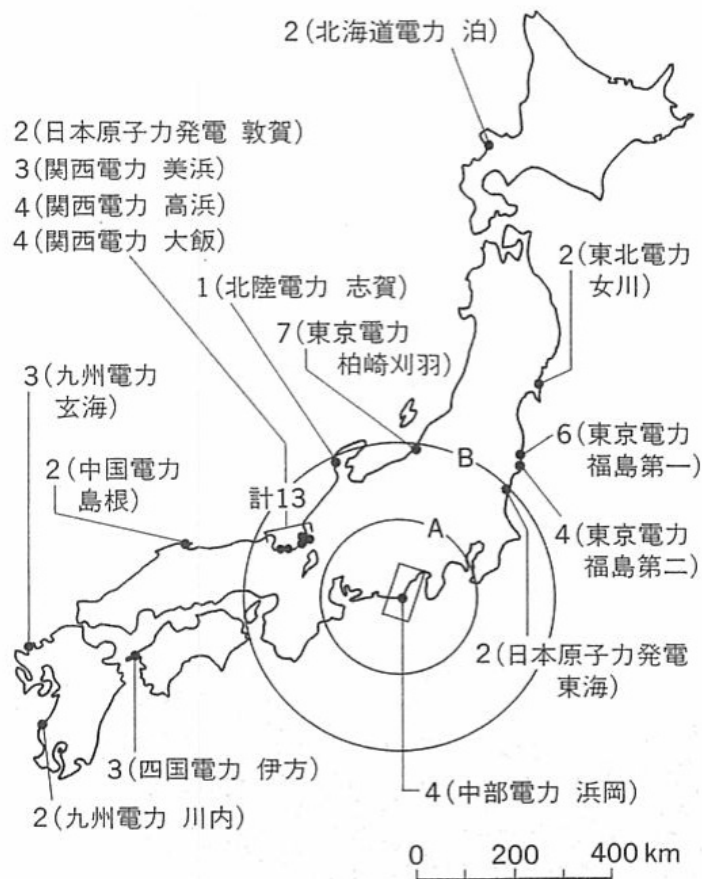 2(北海道電力 泊)
2(日本原子力発電 敦賀)
3(関西電力 美浜)
4(関西電力 高浜)
4(関西電力 大飯)
1(北陸電力 志賀)
2(東北電力
女川)
7(東京電力
柏崎刈羽)
3(九州電力
玄海)
6(東京電力
福島第一)
B
2(中国電力
島根)
計13
A
4(東京電力
福島第二)
2(日本原子力発電
東海)
3(四国電力 伊方)
4(中部電力 浜岡)
2(九州電力 川内)
0 200 400 km